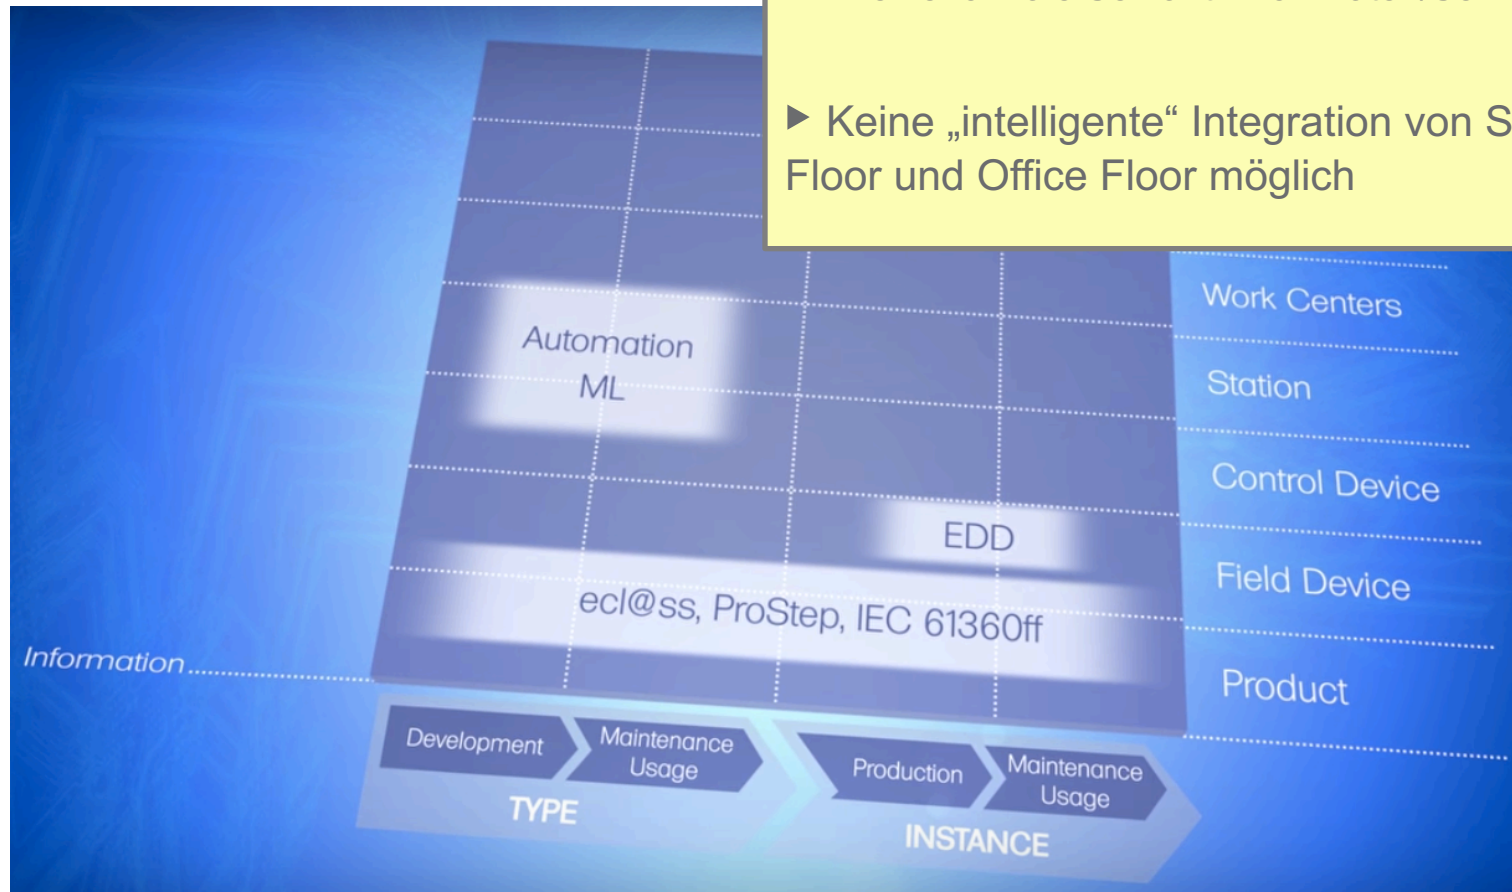 ▶ Keine „intelligente“ Integration von S
Floor und Office Floor möglich
Work Centers
Automation
ML
Station
Control Device
EDD
Field Device
ecl@ss, ProStep, IEC 61360ff
Information
Product
Development
Maintenance
Usage
Production
Maintenance
Usage
TYPE
INSTANCE